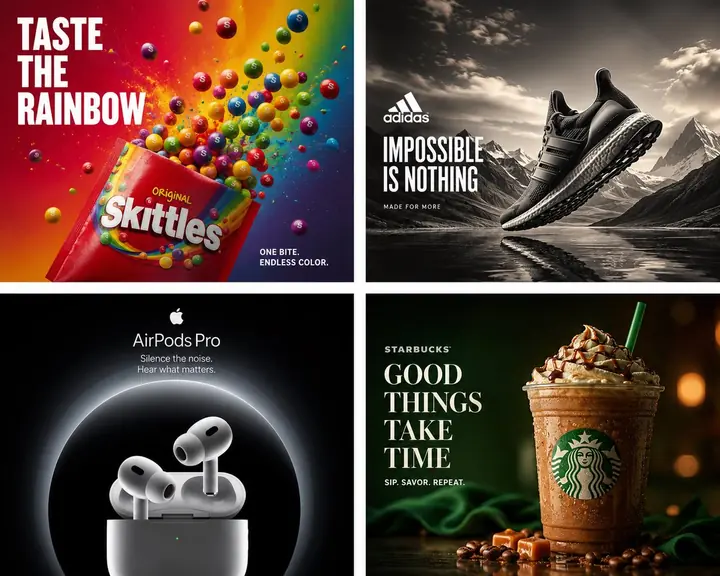 TASTE
THE
RAINBOW
ORIGINAL
Skittles
ONE BITE.
ENDLESS COLOR.
adidas
IMPOSSIBLE
IS NOTHING
MADE FOR MORE
AirPods Pro
Silence the noise.
Hear what matters.
STARBUCKS
GOOD
THINGS
TAKE
TIME
SIP. SAVOR. REPEAT.